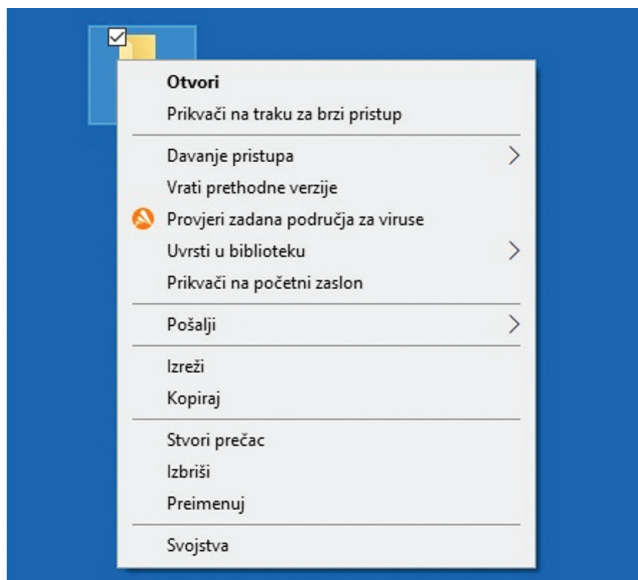 Otvori
Prikvači na traku za brzi pristup
Davanje pristupa
Vrati prethodne verzije
Provjeri zadana područja za viruse
Uvrsti u biblioteku
Prikvači na početni zaslon
Pošalji
Izreži
Kopiraj
Stvori prečac
Izbriši
Preimenuj
Svojstva